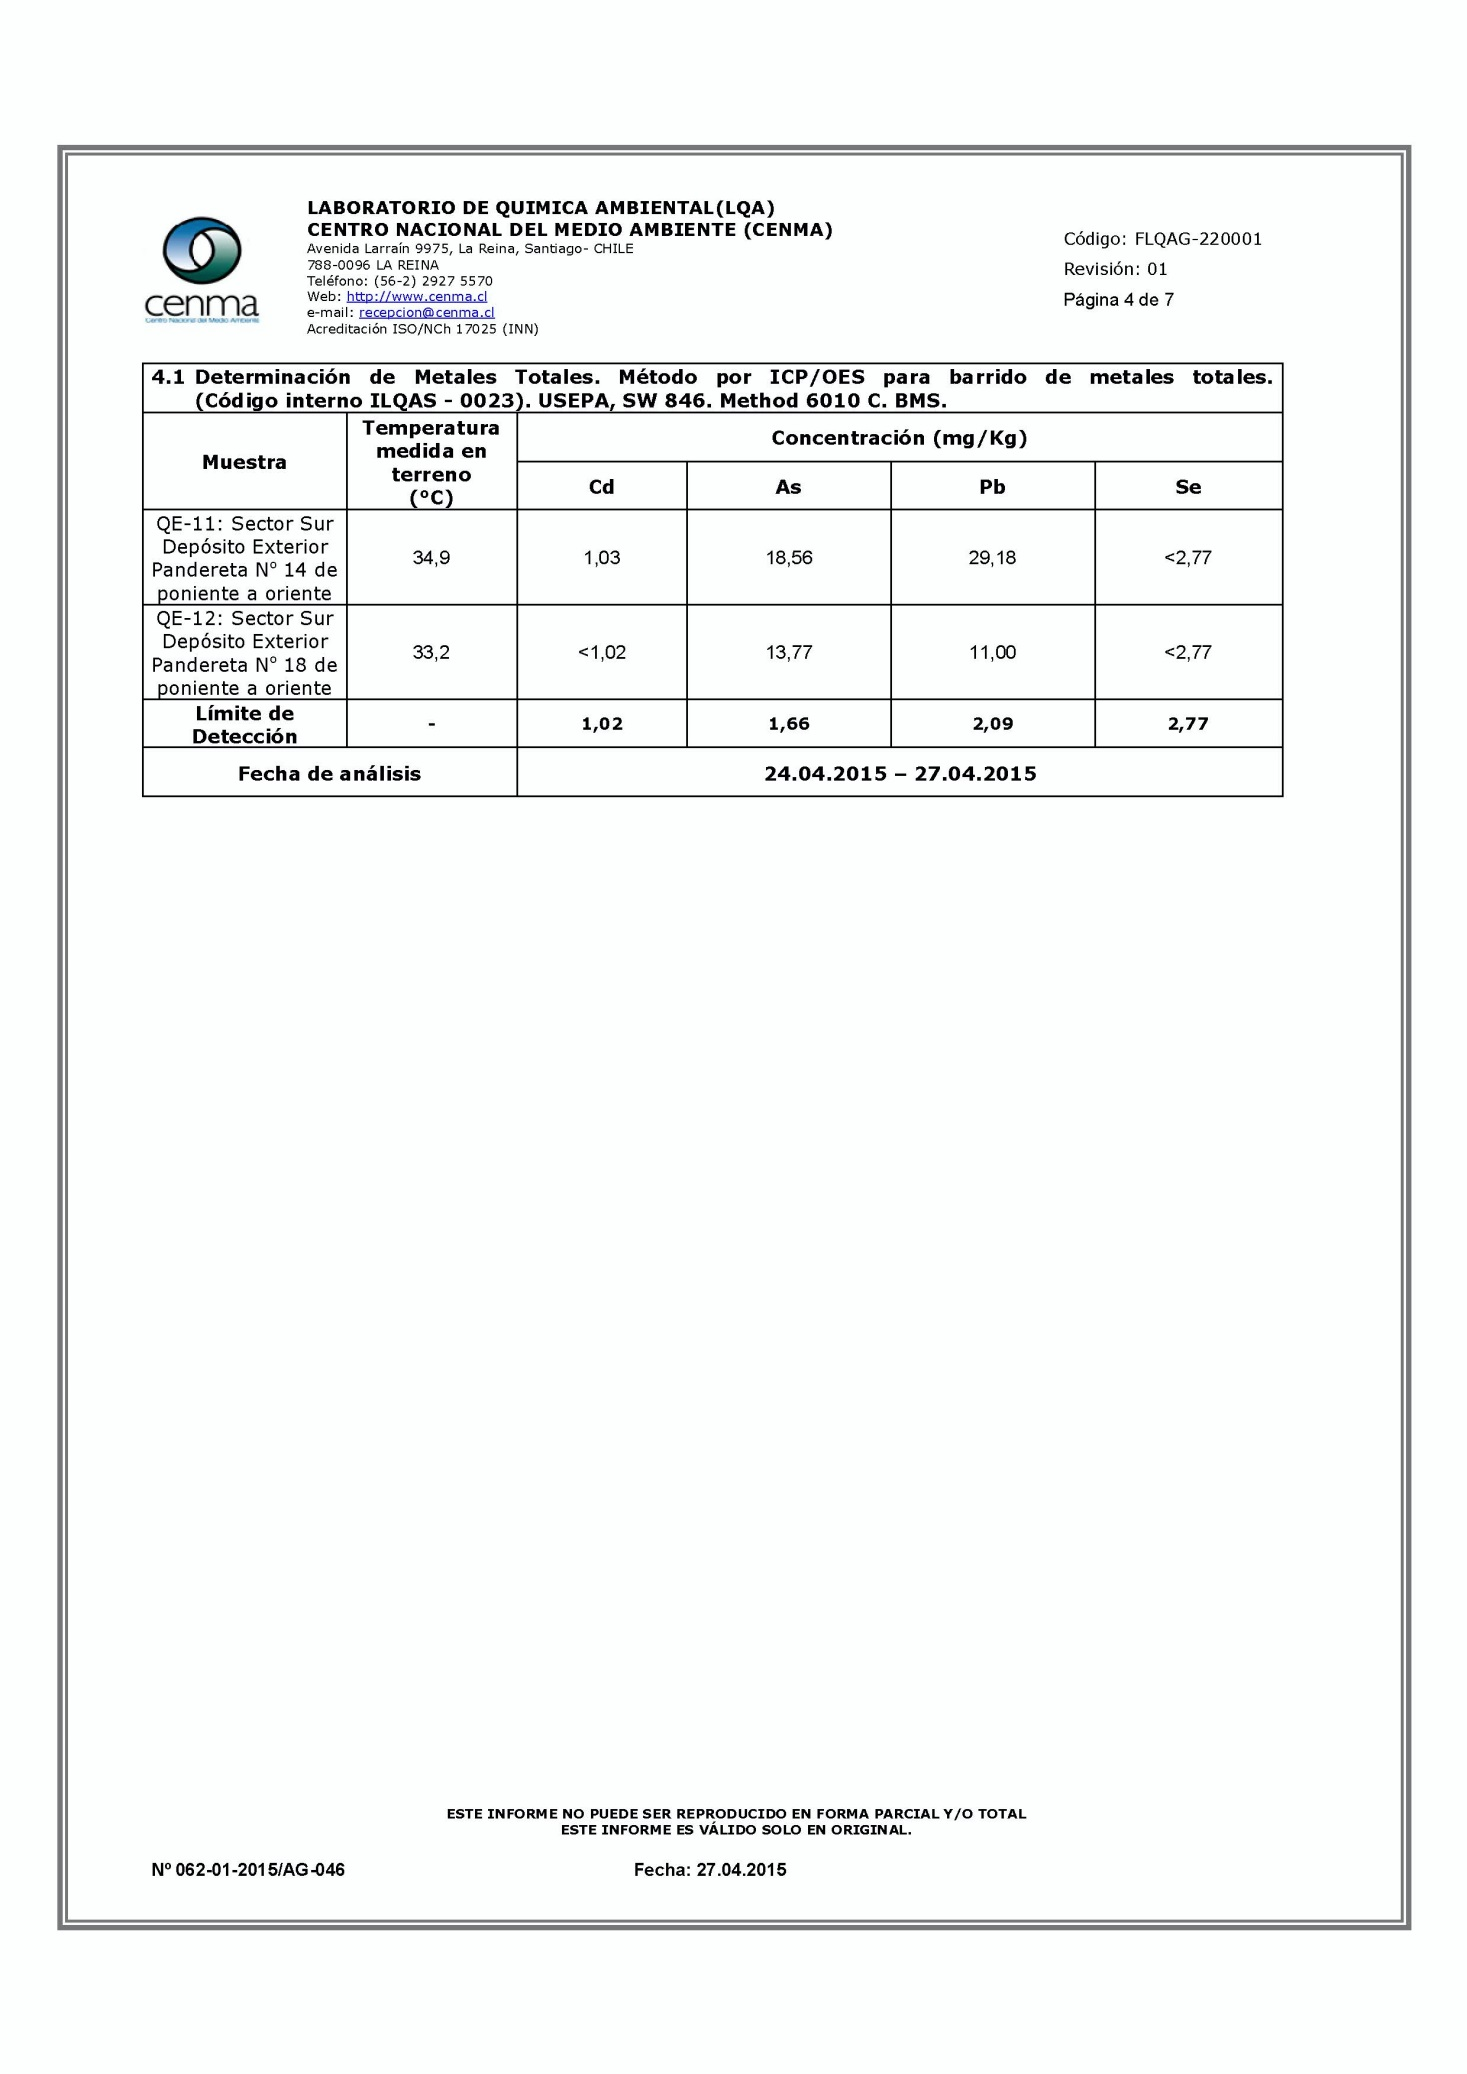 LABORATORIO DE QUIMICA AMBIENTAL(LQA)
CENTRO NACIONAL DEL MEDIO AMBIENTE (CENMA)
Avenida Larraín 9975, La Reina, Santiago- CHILE
788-0096 LA REINA
Teléfono: (56-2) 2927 5570
Web: http://www.cenma.cl
e-mail: recepcion@cenma.cl
Acreditación ISO/NCh 17025 (INN)
cenma
Centro Nacional del Medio Ambiente
Código: FLQAG-220001
Revisión: 01
Página 4 de 7
4.1 Determinación de Metales Totales. Método por ICP/OES para barrido de metales totales.
(Código interno ILQAS - 0023). USEPA, SW 846. Method 6010 C. BMS.
Muestra
Temperatura
medida en
terreno
(°C)
Concentración (mg/Kg)
Cd As Pb Se
QE-11: Sector Sur
Depósito Exterior
Pandereta N° 14 de
poniente a oriente
34,9 1,03 18,56 29,18 <2,77
QE-12: Sector Sur
Depósito Exterior
Pandereta N° 18 de
poniente a oriente
33,2 <1,02 13,77 11,00 <2,77
Límite de
Detección
- 1,02 1,66 2,09 2,77
Fecha de análisis 24.04.2015 – 27.04.2015
ESTE INFORME NO PUEDE SER REPRODUCIDO EN FORMA PARCIAL Y/O TOTAL
ESTE INFORME ES VÁLIDO SOLO EN ORIGINAL.
Nº 062-01-2015/AG-046 Fecha: 27.04.2015